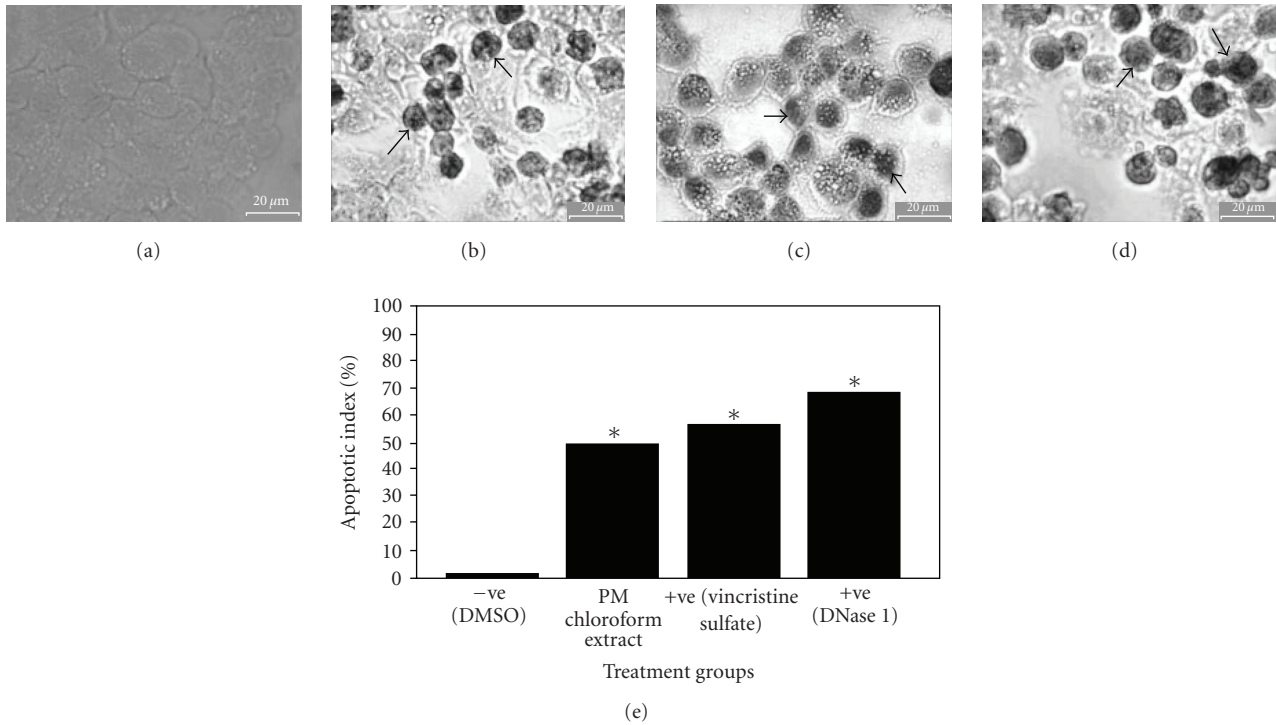 20 µm
20 µm
20 µm
20 µm
(a)
(b)
(c)
(d)
Apoptotic index (%)
100
90
80
70
60
50
40
30
20
10
0
*
*
*
−ve
(DMSO)
PM
chloroform
extract
+ve (vincristine
sulfate)
+ve
(DNase 1)
Treatment groups
(e)